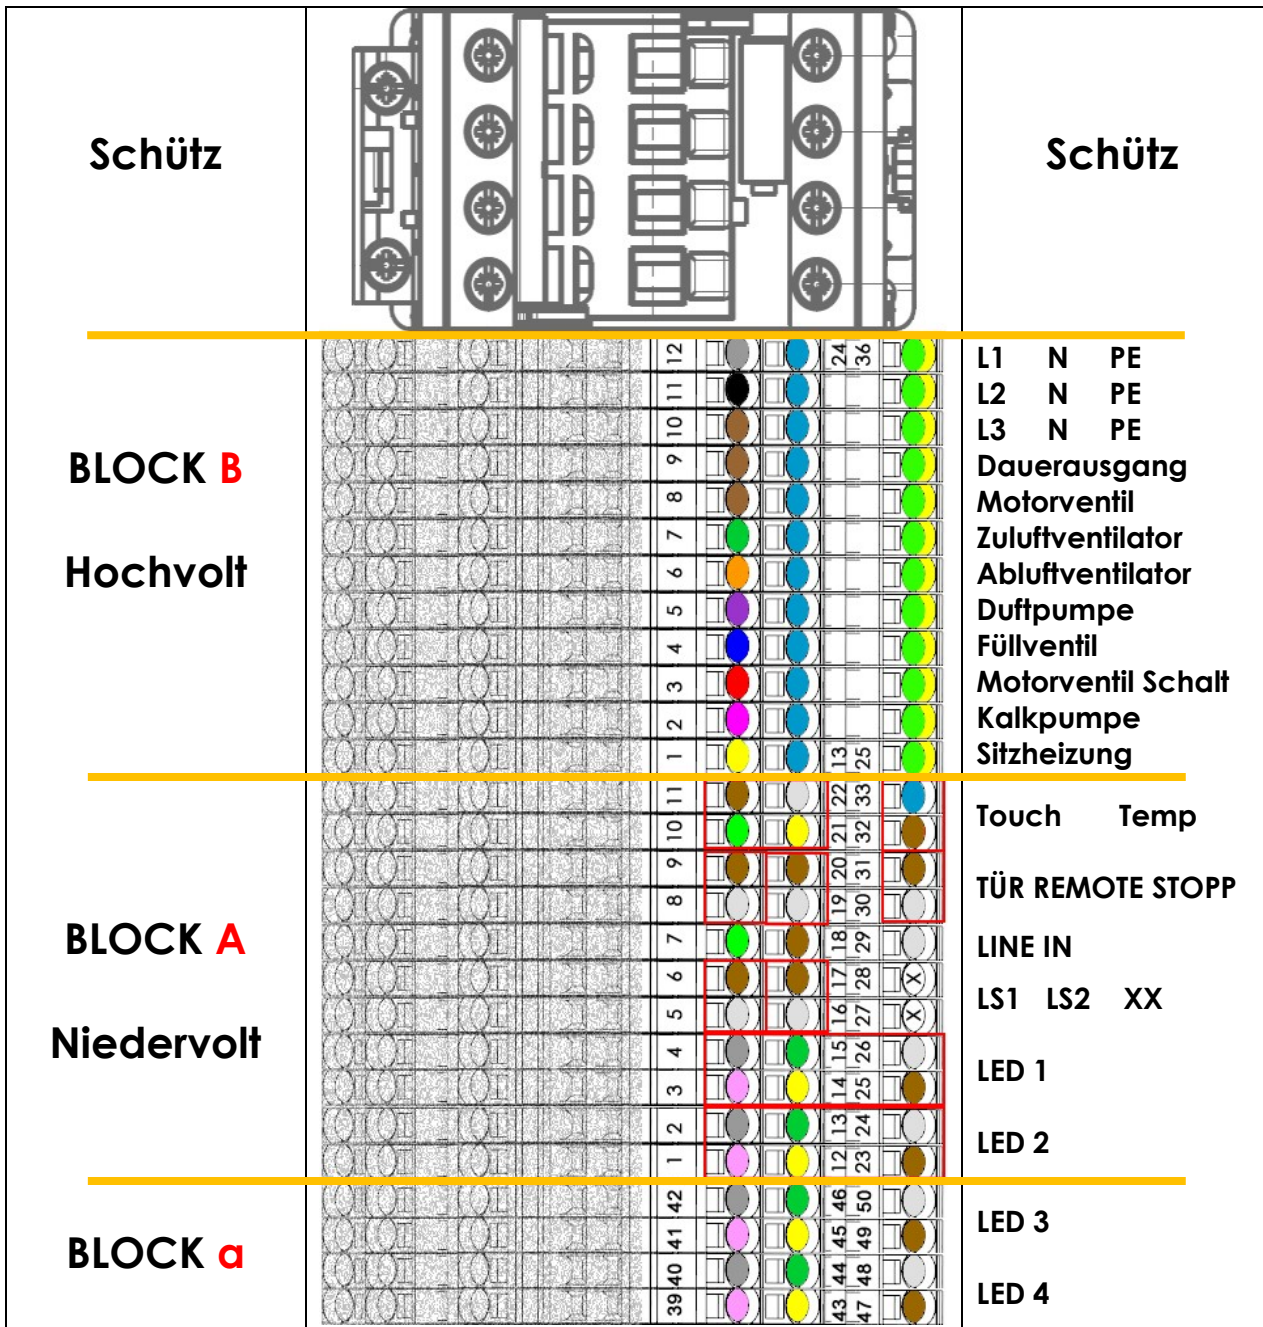 Schütz
Schütz
BLOCK B
Hochvolt
12 24 36 L1 N PE
11 L2 N PE
10 L3 N PE
9 Dauerausgang
8 Motorventil
7 Zuluftventilator
6 Abluftventilator
5 Duftpumpe
4 Füllventil
3 Motorventil Schalt
2 Kalkpumpe
1 13 25 Sitzheizung
BLOCK A
Niedervolt
11 22 33
Touch Temp
10 21 32
9 20 31
TÜR REMOTE STOPP
8 19 30
7 18 29 LINE IN
6 17 28 X
LS1 LS2 XX
5 16 27 X
4 15 26
LED 1
3 14 25
2 13 24
LED 2
1 12 23
BLOCK a
42 46 50
LED 3
41 45 49
40 44 48
LED 4
39 43 47